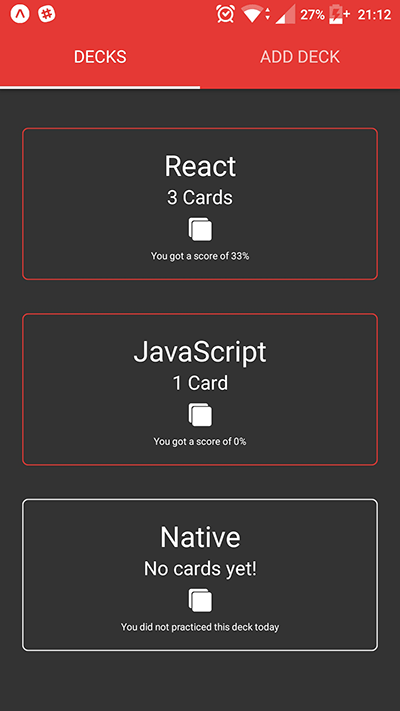 27% 21:12
DECKS ADD DECK
React
3 Cards
You got a score of 33%
JavaScript
1 Card
You got a score of 0%
Native
No cards yet!
You did not practiced this deck today